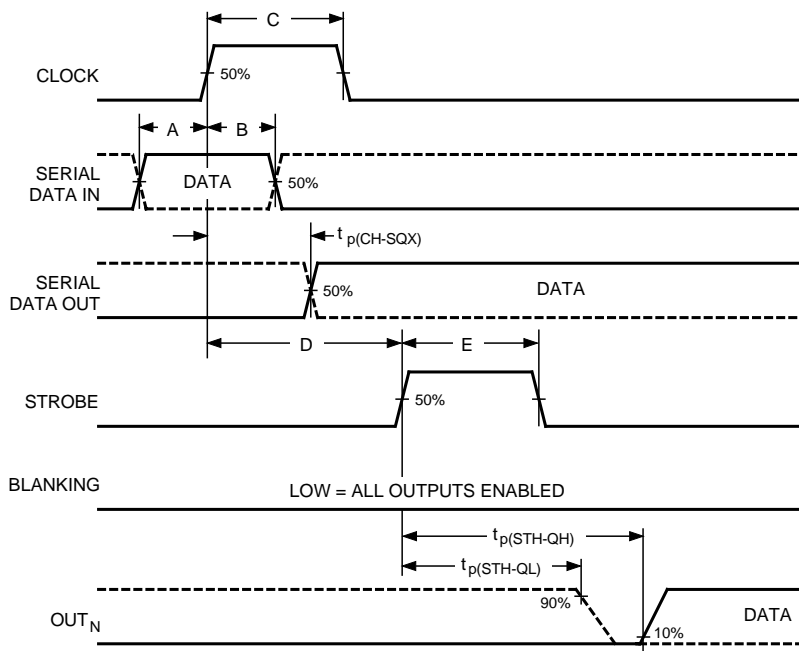 C
CLOCK
50%
A
B
SERIAL
DATA IN
DATA
50%
t p(CH-SQX)
SERIAL
DATA OUT
50%
DATA
D
E
STROBE
50%
BLANKING
LOW = ALL OUTPUTS ENABLED
t p(STH-QH)
t p(STH-QL)
90%
DATA
OUT N
10%